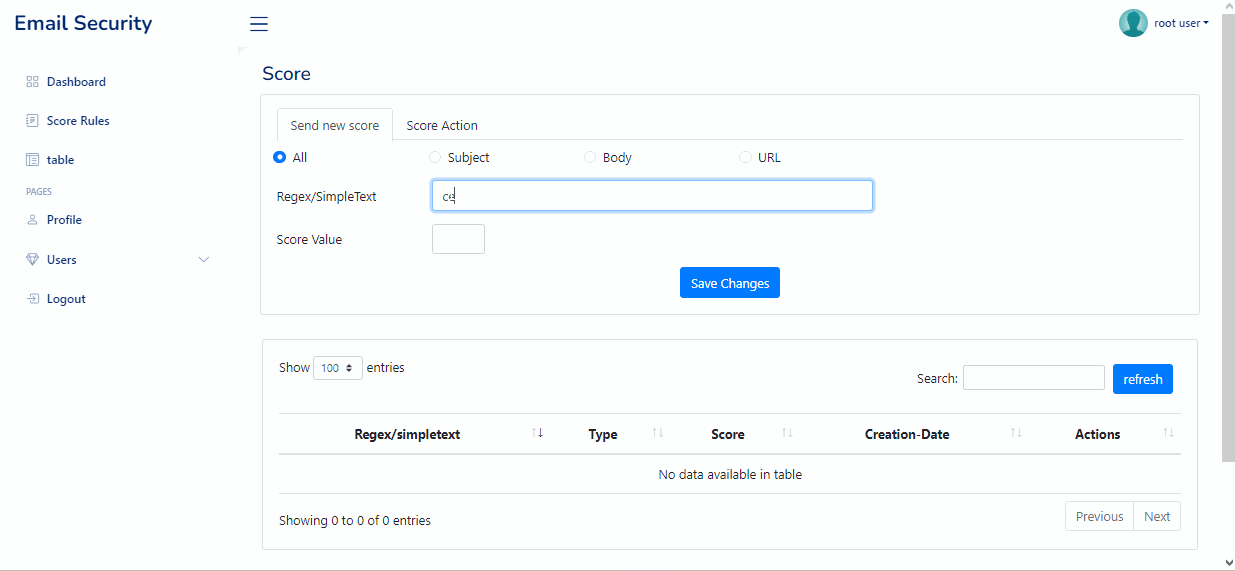 Email Security
root user
Dashboard
Score Rules
table
PAGES
Profile
Users
Logout
Score
Send new score Score Action
All Subject Body URL
Regex/SimpleText ce
Score Value
Save Changes
Show 100 entries
Search: refresh
Regex/simpletext Type Score Creation-Date Actions
No data available in table
Showing 0 to 0 of 0 entries
Previous Next